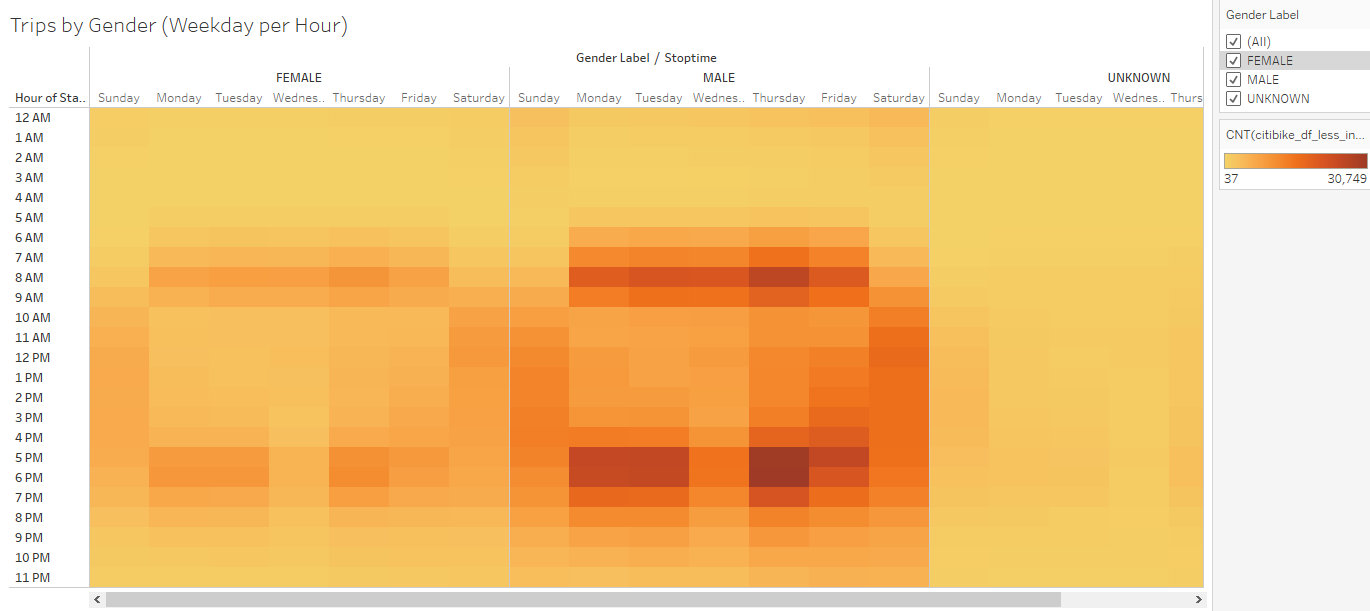 Trips by Gender (Weekday per Hour)
Gender Label / Stoptime
FEMALE MALE UNKNOWN
Hour of Sta.. Sunday Monday Tuesday Wednes.. Thursday Friday Saturday Sunday Monday Tuesday Wednes.. Thursday Friday Saturday Sunday Monday Tuesday Wednes.. Thurs
12 AM
1 AM
2 AM
3 AM
4 AM
5 AM
6 AM
7 AM
8 AM
9 AM
10 AM
11 AM
12 PM
1 PM
2 PM
3 PM
4 PM
5 PM
6 PM
7 PM
8 PM
9 PM
10 PM
11 PM
Gender Label
(All)
FEMALE
MALE
UNKNOWN
CNT(citibike_df_less_in...
37 30,749